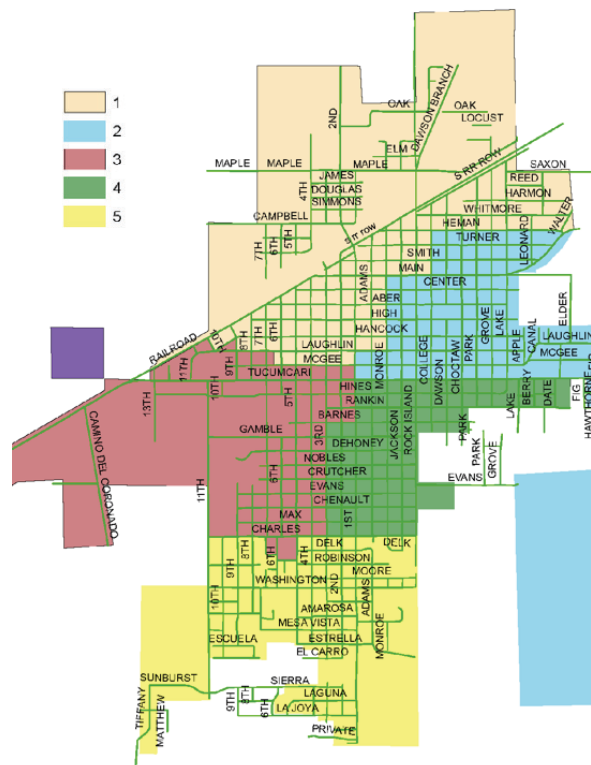 1
2
3
4
5
OAK
OAK
LOCUST
DAWSON BRANCH
2ND
ELM
MAPLE
MAPLE
MAPLE
S RR ROW
SAXON
JAMES
4TH
DOUGLAS
SIMMONS
REED
HARMON
CAMPBELL
WHITMORE
HEMAN
WALTER
7TH
6TH
5TH
S rr row
TURNER
LEONARD
SMITH
MAIN
CENTER
ADAMS
ABER
HIGH
HANCOCK
GROVE
LAKE
ELDER
RAILROAD
10TH
8TH
7TH
6TH
LAUGHLIN
MCGEE
MONROE
COLLEGE
DAWSON
CHOCTAW
PARK
APPLE
CANAL
LAUGHLIN
MCGEE
11TH
9TH
TUCUMCARI
10TH
13TH
5TH
HINES
RANKIN
BARNES
LAKE
BERRY
DATE
FIG
HAWTHORNE
FIG
CAMINO DEL CORONADO
GAMBLE
3RD
DEHONEY
JACKSON
ROCK ISLAND
PARK
PARK
GROVE
NOBLES
CRUTCHER
6TH
EVANS
EVANS
11TH
CHENAULT
MAX
1ST
CHARLES
8TH
6TH
4TH
DELK
DELK
9TH
ROBINSON
MOORE
WASHINGTON
2ND
10TH
ADAMS
AMAROSA
MESA VISTA
ESCUELA
ESTRELLA
MONROE
EL CARRO
SUNBURST
SIERRA
9TH
8TH
6TH
LAGUNA
LA JOYA
TIFFANY
MATTHEW
PRIVATE